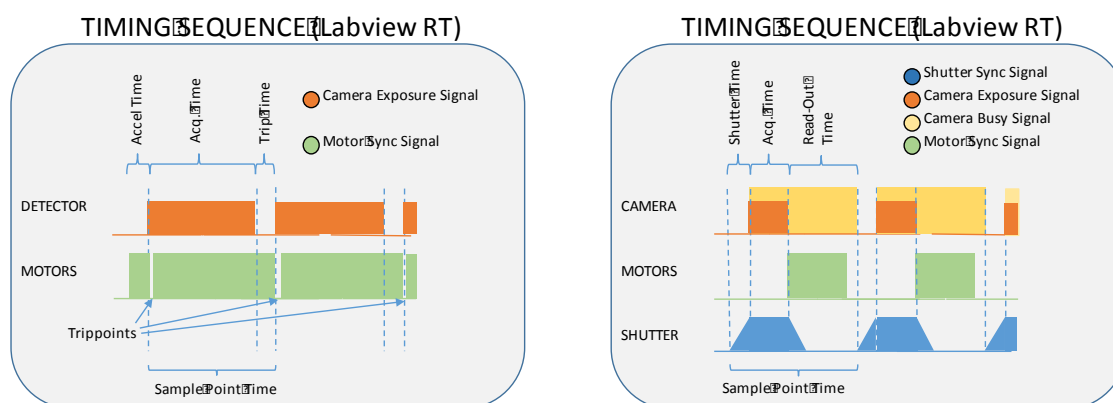 TIMING SEQUENCE (Labview RT)
Accel Time
Acq. Time
Trip Time
Camera Exposure Signal
Motor Sync Signal
DETECTOR
MOTORS
Trippoints
Sample Point Time
TIMING SEQUENCE (Labview RT)
Shutter Time
Acq. Time
Read-Out
Time
Shutter Sync Signal
Camera Exposure Signal
Camera Busy Signal
Motor Sync Signal
CAMERA
MOTORS
SHUTTER
Sample Point Time